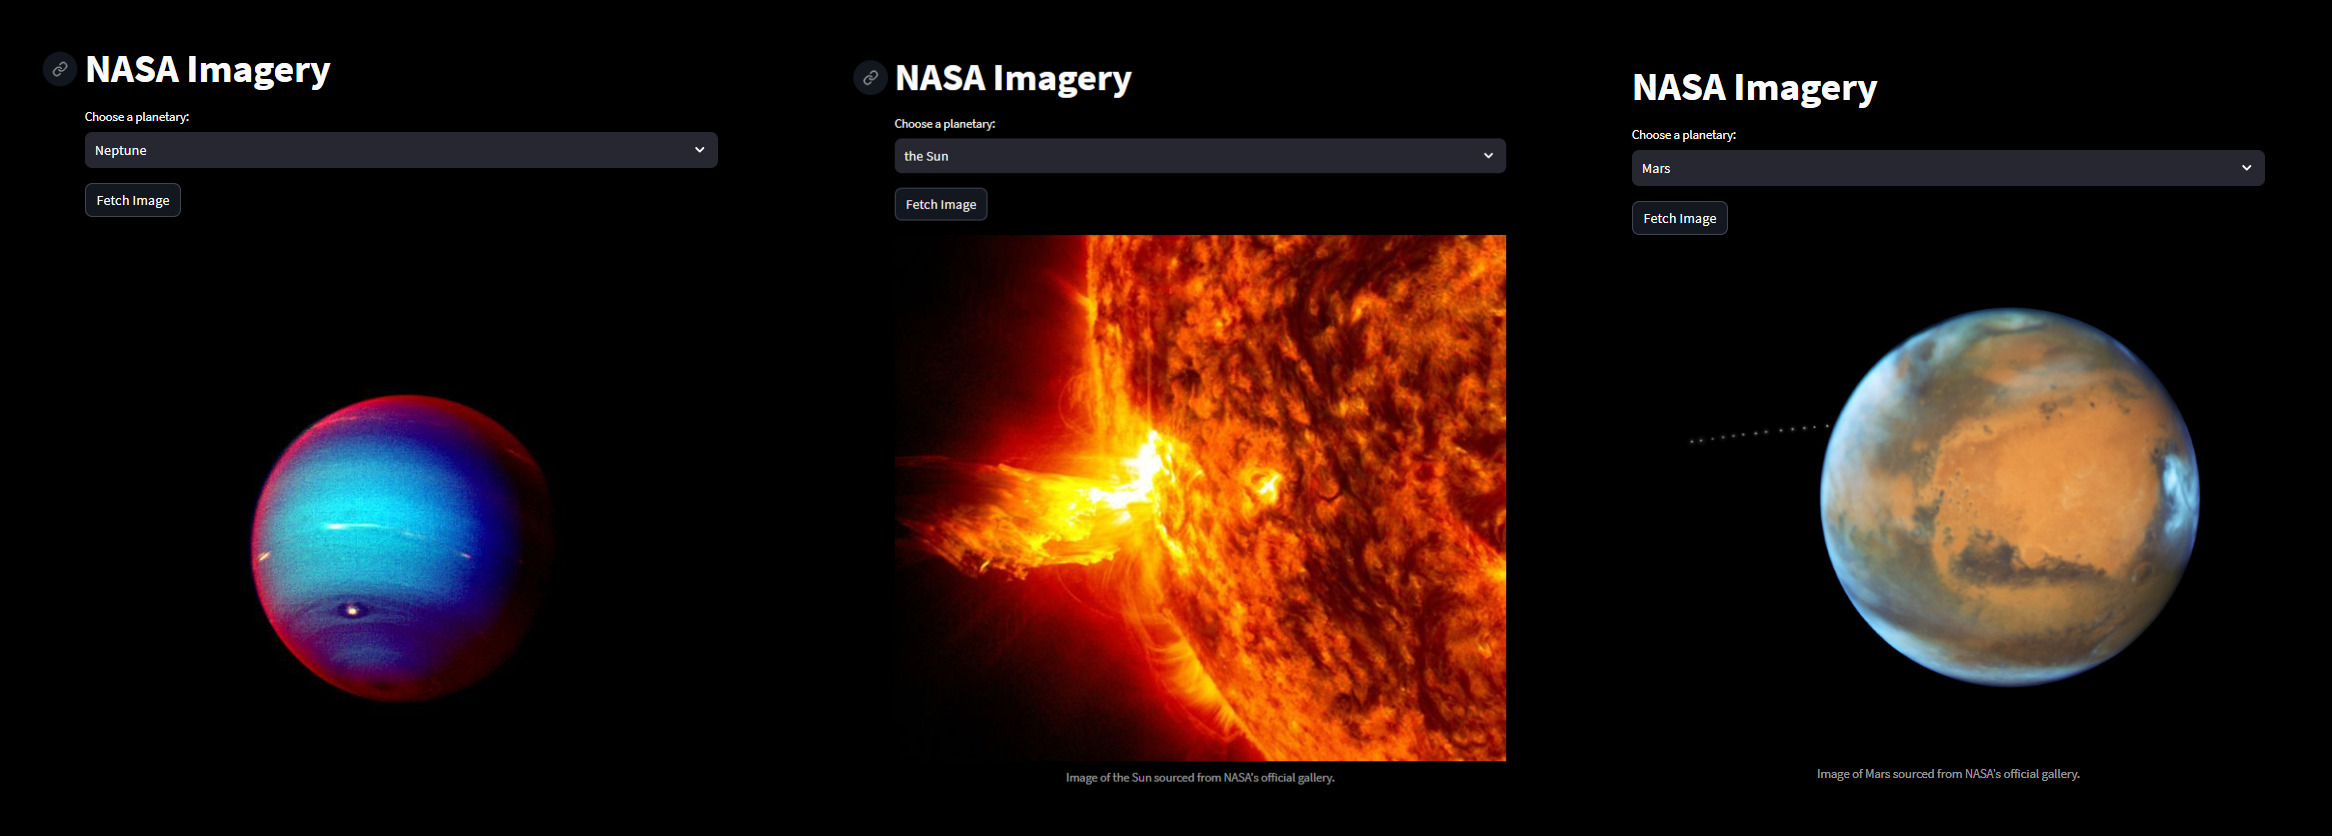 NASA Imagery
Choose a planetary:
Neptune
Fetch Image
NASA Imagery
Choose a planetary:
the Sun
Fetch Image
Image of the Sun sourced from NASA's official gallery.
NASA Imagery
Choose a planetary:
Mars
Fetch Image
Image of Mars sourced from NASA's official gallery.